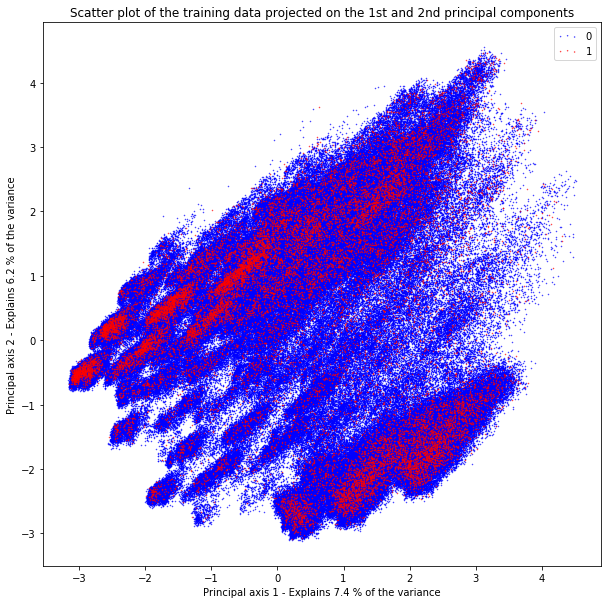 Scatter plot of the training data projected on the 1st and 2nd principal components
0
1
4
3
2
1
0
−1
−2
−3
Principal axis 2 - Explains 6.2 % of the variance
−3 −2 −1 0 1 2 3 4
Principal axis 1 - Explains 7.4 % of the variance